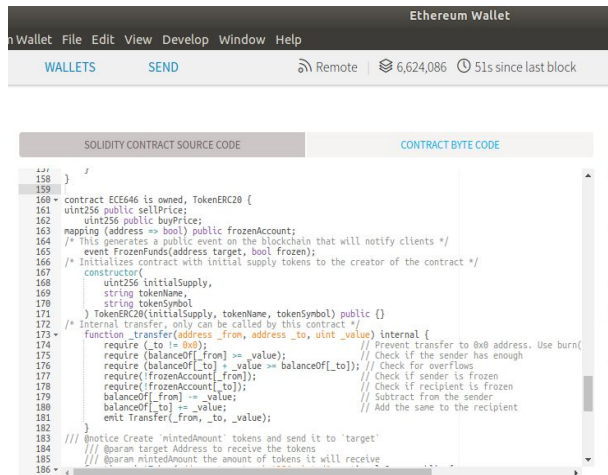 Ethereum Wallet
n Wallet File Edit View Develop Window Help
WALLETS SEND Remote 6,624,086 51s since last block
SOLIDITY CONTRACT SOURCE CODE CONTRACT BYTE CODE
157 }
158 }
159
160 contract ECE646 is owned, TokenERC20 {
161 uint256 public sellPrice;
162 uint256 public buyPrice;
163 mapping (address => bool) public frozenAccount;
164 /* This generates a public event on the blockchain that will notify clients */
165 event FrozenFunds(address target, bool frozen);
166 /* Initializes contract with initial supply tokens to the creator of the contract */
167 constructor(
168 uint256 initialSupply,
169 string tokenName,
170 string tokenSymbol
171 ) TokenERC20(initialSupply, tokenName, tokenSymbol) public {}
172 /* Internal transfer, only can be called by this contract */
173 function _transfer(address _from, address _to, uint _value) internal {
174 require (_to != 0x0); // Prevent transfer to 0x0 address. Use burn(
175 require (balanceOf[_from] >= _value); // Check if the sender has enough
176 require (balanceOf[_to] + _value >= balanceOf[_to]); // Check for overflows
177 require(!frozenAccount[_from]); // Check if sender is frozen
178 require(!frozenAccount[_to]); // Check if recipient is frozen
179 balanceOf[_from] -= _value; // Subtract from the sender
180 balanceOf[_to] += _value; // Add the same to the recipient
181 emit Transfer(_from, _to, _value);
182 }
183 /// @notice Create `mintedAmount` tokens and send it to `target`
184 /// @param target Address to receive the tokens
185 /// @param mintedAmount the amount of tokens it will receive
186